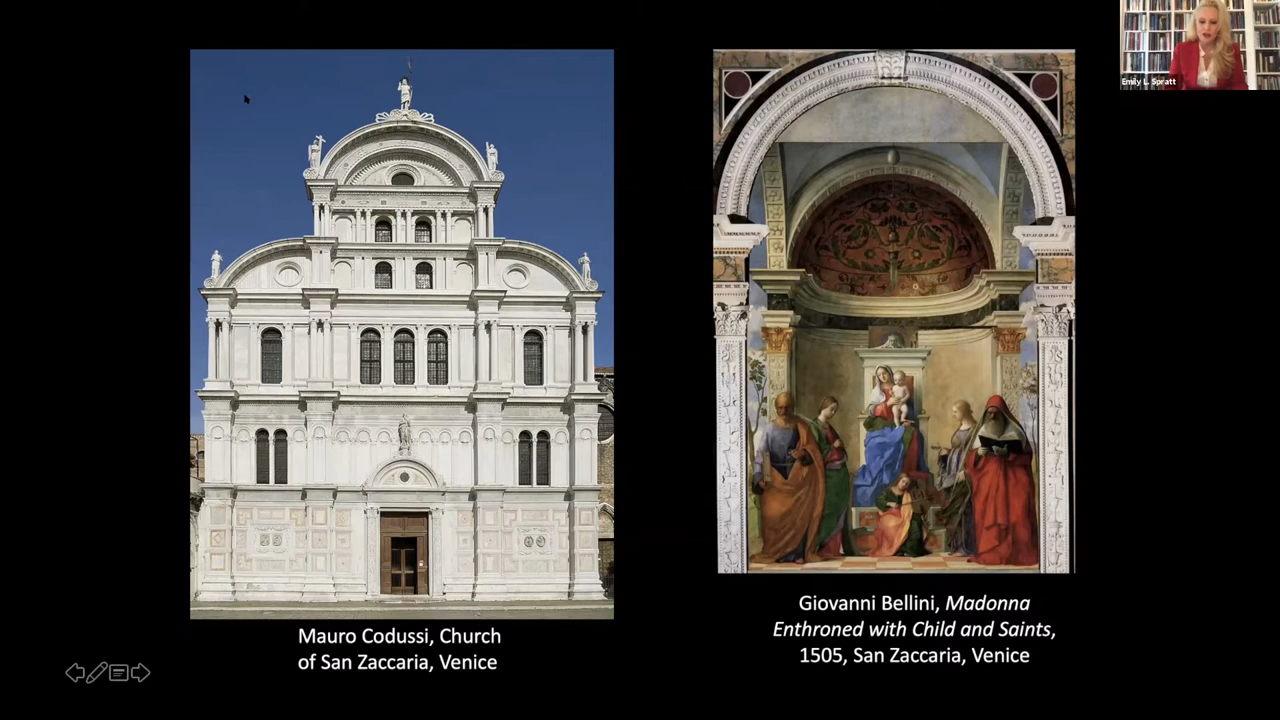 Emily L. Spratt
Mauro Codussi, Church
of San Zaccaria, Venice
Giovanni Bellini, Madonna
Enthroned with Child and Saints,
1505, San Zaccaria, Venice